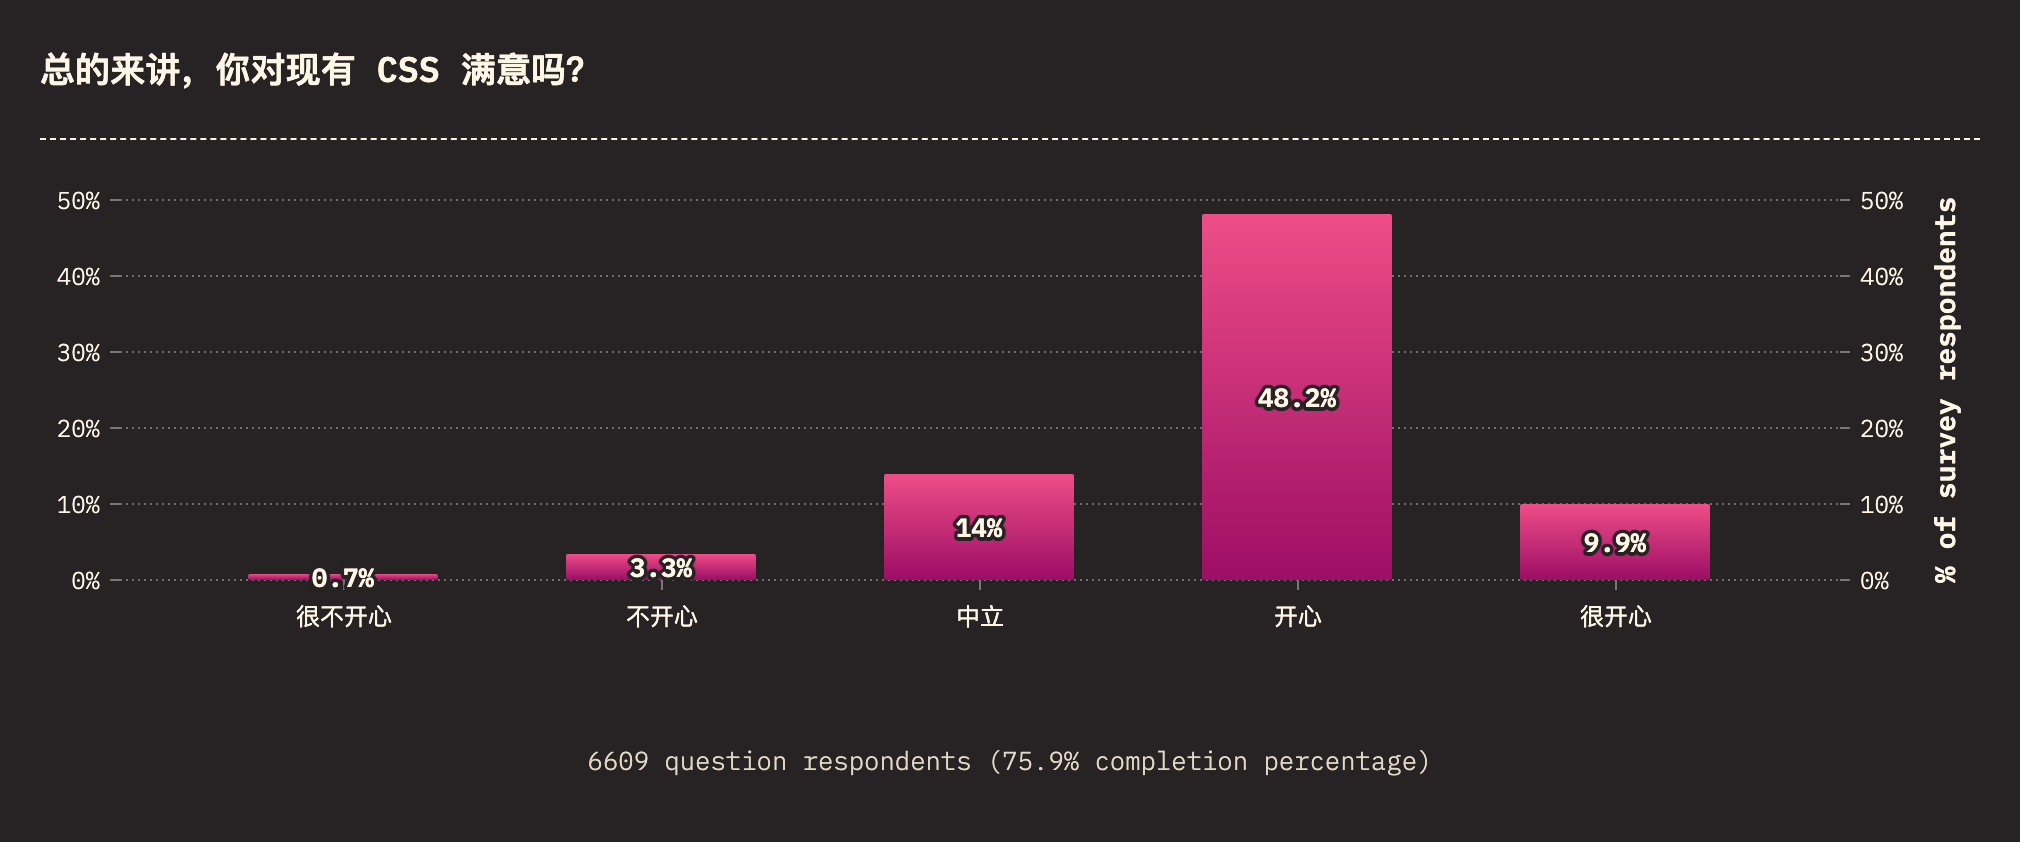 总的来讲，你对现有 CSS 满意吗？
50%
40%
30%
20%
10%
0%
50%
40%
30%
20%
10%
0%
% of survey respondents
0.7%
3.3%
14%
48.2%
9.9%
很不开心
不开心
中立
开心
很开心
6609 question respondents (75.9% completion percentage)